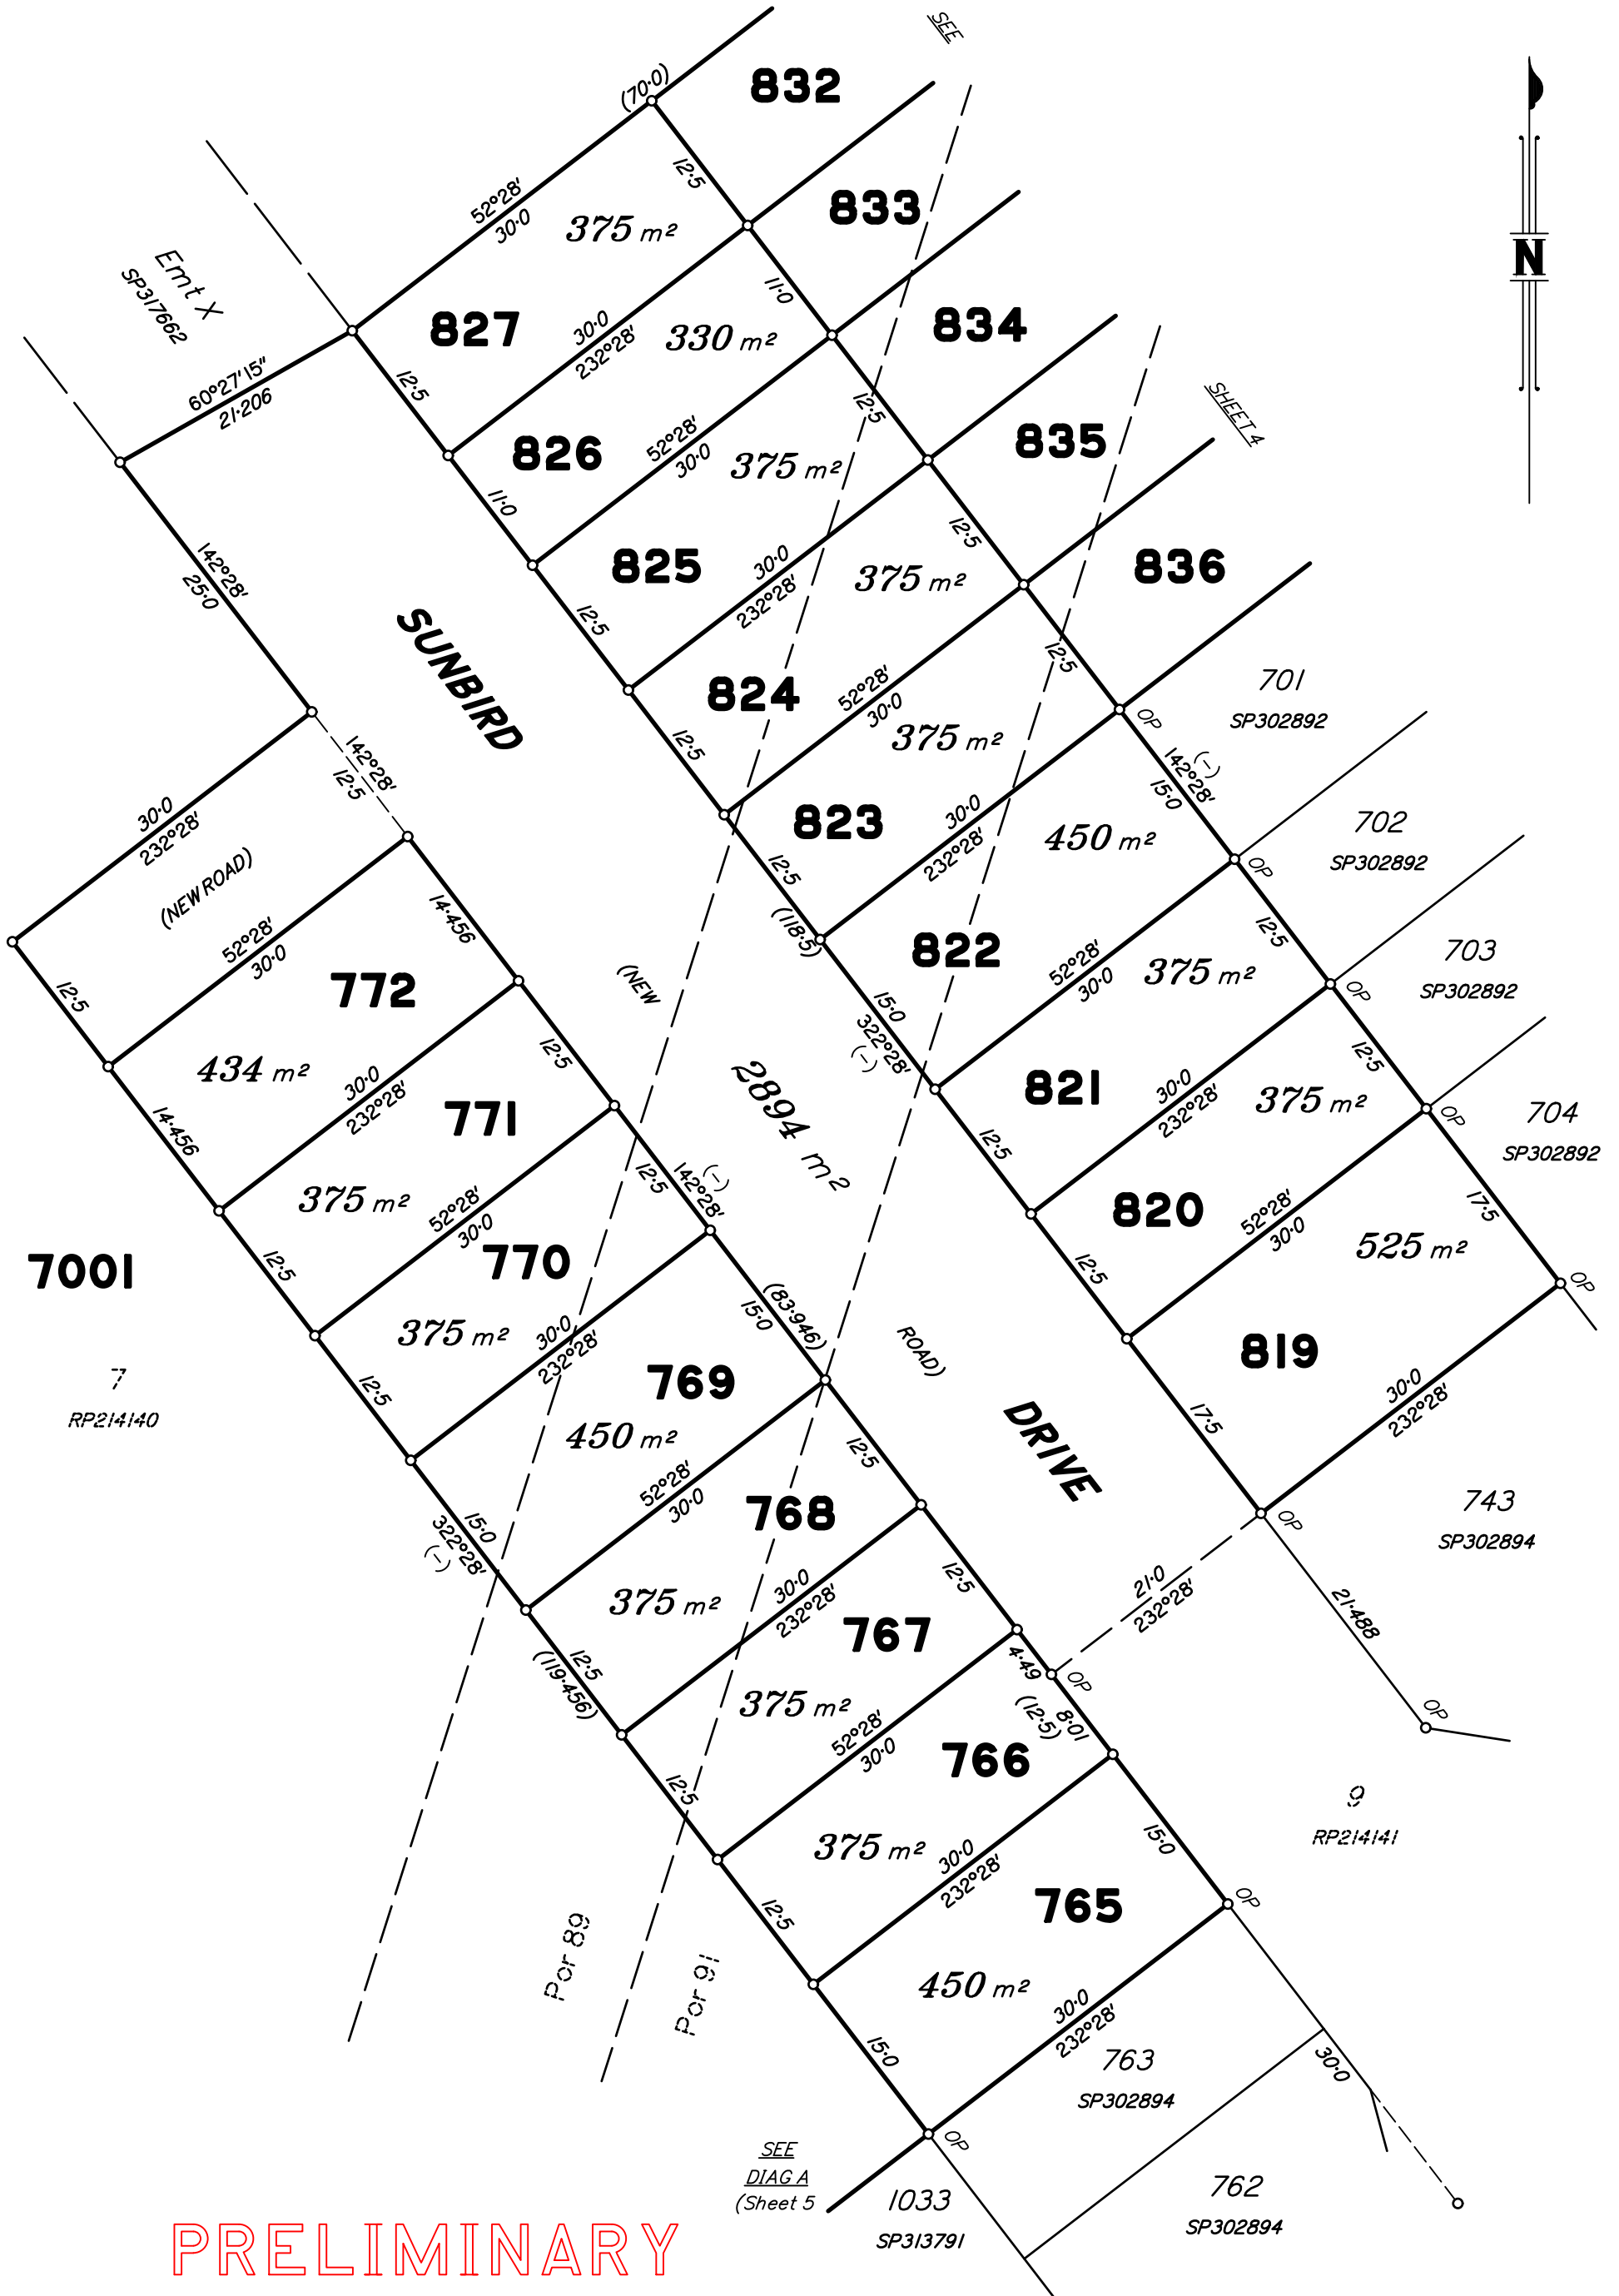 SEE
832
(70·0)
12·5
833
52°28'
30·0
375 m²
N
Emt X
SP317662
11·0
827
30·0
232°28'
330 m²
834
60°27'15"
21·206
12·5
12·5
SHEET 4
826
52°28'
30·0
375 m²
835
11·0
12·5
142°28'
25·0
825
30·0
232°28'
375 m²
836
SUNBIRD
12·5
12·5
701
SP302892
824
52°28'
30·0
375 m²
OP
142°28'
12·5
12·5
142°28'
(–)
15·0
30·0
232°28'
823
30·0
232°28'
450 m²
702
SP302892
(NEW ROAD)
12·5
OP
14·456
(118·5)
12·5
52°28'
30·0
822
52°28'
30·0
375 m²
703
SP302892
12·5
772
(NEW
15·0
322°28'
(–)
OP
434 m²
30·0
232°28'
12·5
2894 m²
821
30·0
232°28'
375 m²
12·5
704
SP302892
14·456
771
12·5
OP
375 m²
52°28'
30·0
12·5
142°28'
(–)
820
52°28'
30·0
17·5
7001
12·5
770
12·5
525 m²
OP
375 m²
30·0
232°28'
15·0
(83·946)
ROAD)
819
7
RP214140
12·5
769
DRIVE
17·5
30·0
232°28'
450 m²
52°28'
30·0
12·5
743
SP302894
322°28'
(–)
15·0
768
OP
375 m²
30·0
232°28'
12·5
21·0
232°28'
21·488
12·5
(119·456)
767
4·49
OP
375 m²
52°28'
30·0
(12·5)
8·01
OP
12·5
766
9
RP214141
375 m²
30·0
232°28'
15·0
12·5
765
OP
Por 89
Por 91
450 m²
30·0
232°28'
15·0
763
SP302894
30·0
OP
SEE
DIAG A
(Sheet 5
1033
SP313791
762
SP302894
PRELIMINARY